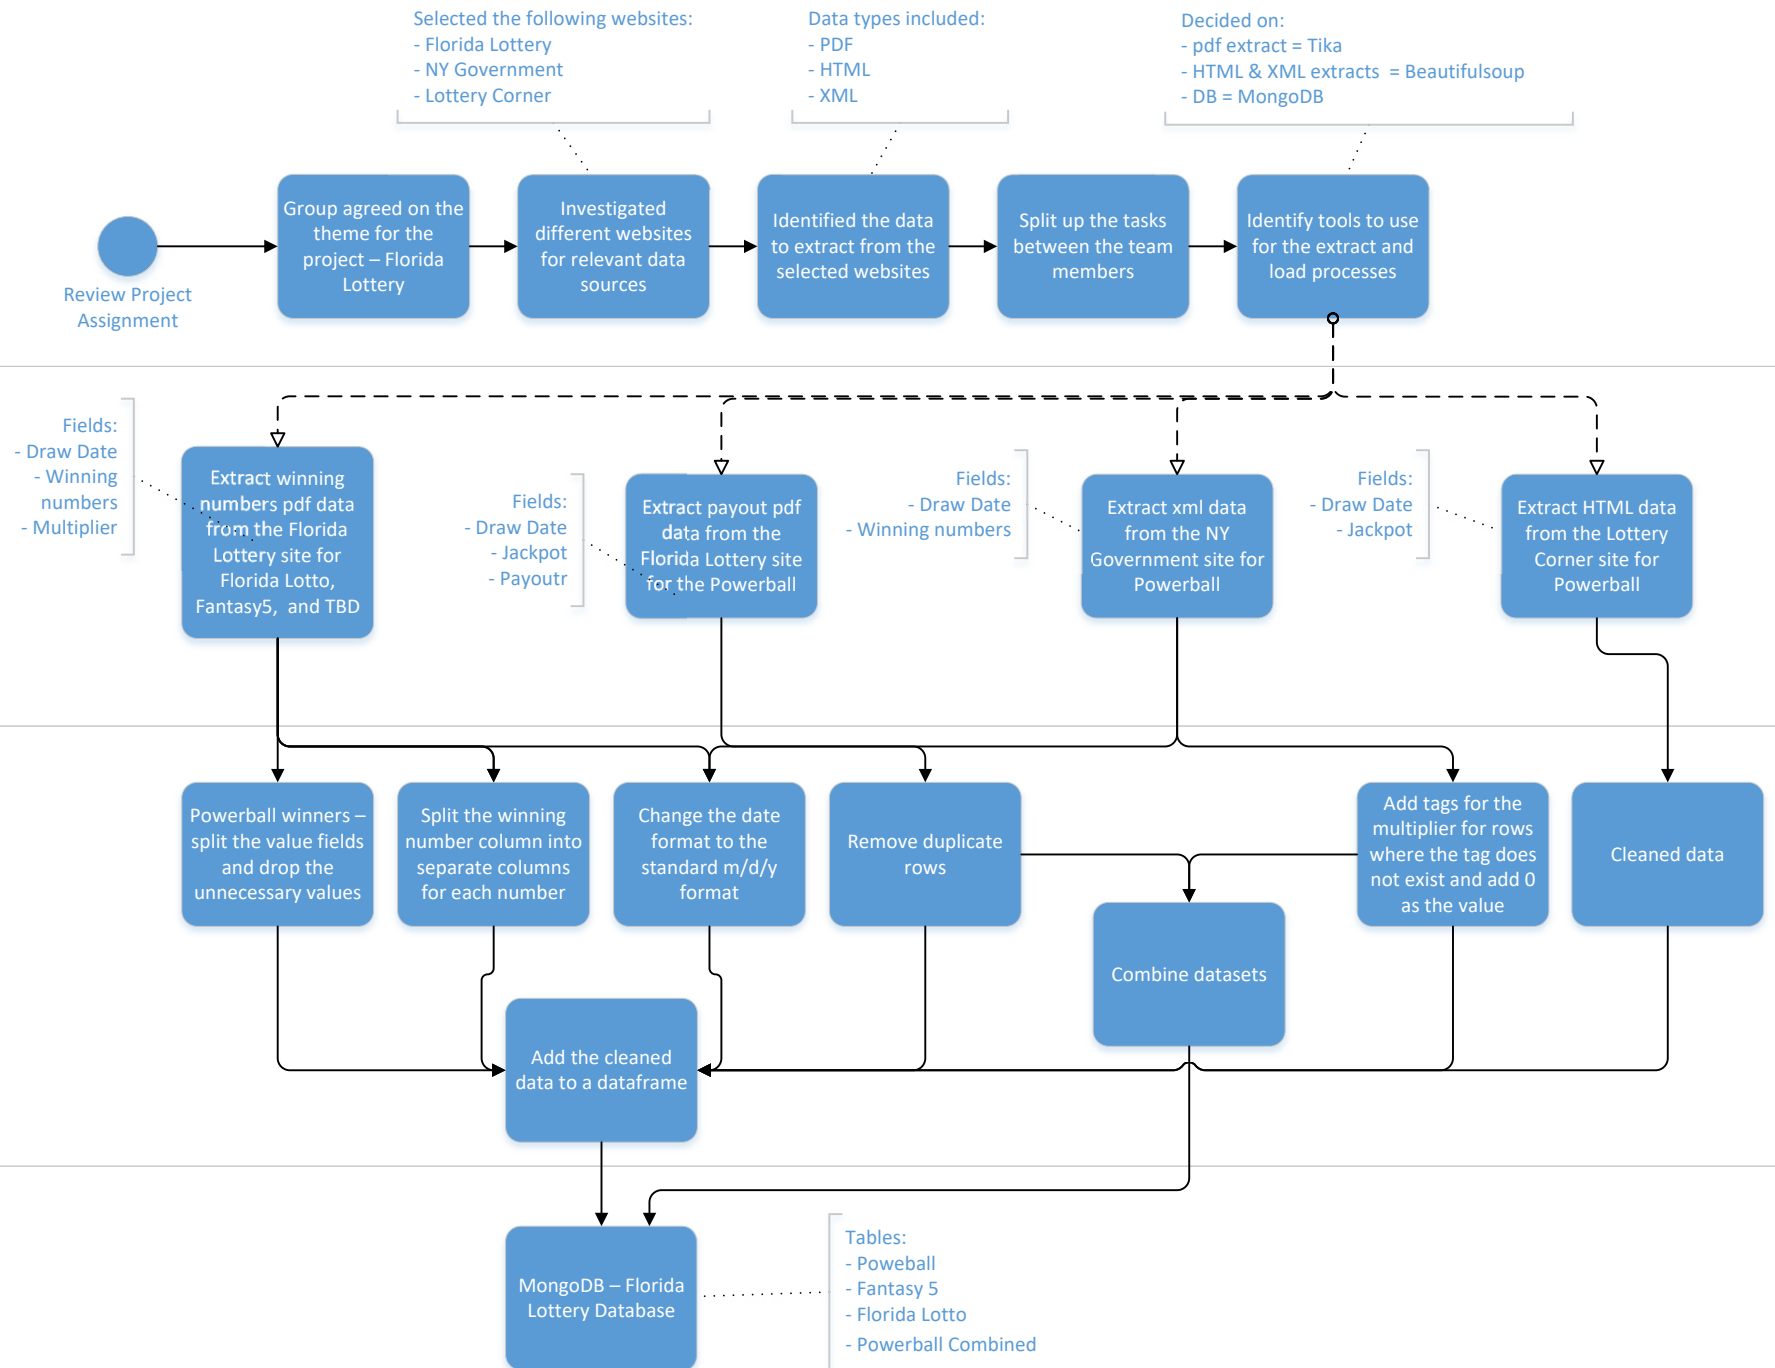 Selected the following websites:
- Florida Lottery
- NY Government
- Lottery Corner
Data types included:
- PDF
- HTML
- XML
Decided on:
- pdf extract = Tika
- HTML & XML extracts = Beautifulsoup
- DB = MongoDB
Review Project
Assignment
Group agreed on the
theme for the
project – Florida
Lottery
Investigated
different websites
for relevant data
sources
Identified the data
to extract from the
selected websites
Split up the tasks
between the team
members
Identify tools to use
for the extract and
load processes
Fields:
- Draw Date
- Winning
numbers
- Multiplier
Extract winning
numbers pdf data
from the Florida
Lottery site for
Florida Lotto,
Fantasy5, and TBD
Fields:
- Draw Date
- Jackpot
- Payoutr
Extract payout pdf
data from the
Florida Lottery site
for the Powerball
Fields:
- Draw Date
- Winning numbers
Extract xml data
from the NY
Government site for
Powerball
Fields:
- Draw Date
- Jackpot
Extract HTML data
from the Lottery
Corner site for
Powerball
Powerball winners –
split the value fields
and drop the
unnecessary values
Split the winning
number column into
separate columns
for each number
Change the date
format to the
standard m/d/y
format
Remove duplicate
rows
Add tags for the
multiplier for rows
where the tag does
not exist and add 0
as the value
Cleaned data
Combine datasets
Add the cleaned
data to a dataframe
MongoDB – Florida
Lottery Database
Tables:
- Poweball
- Fantasy 5
- Florida Lotto
- Powerball Combined